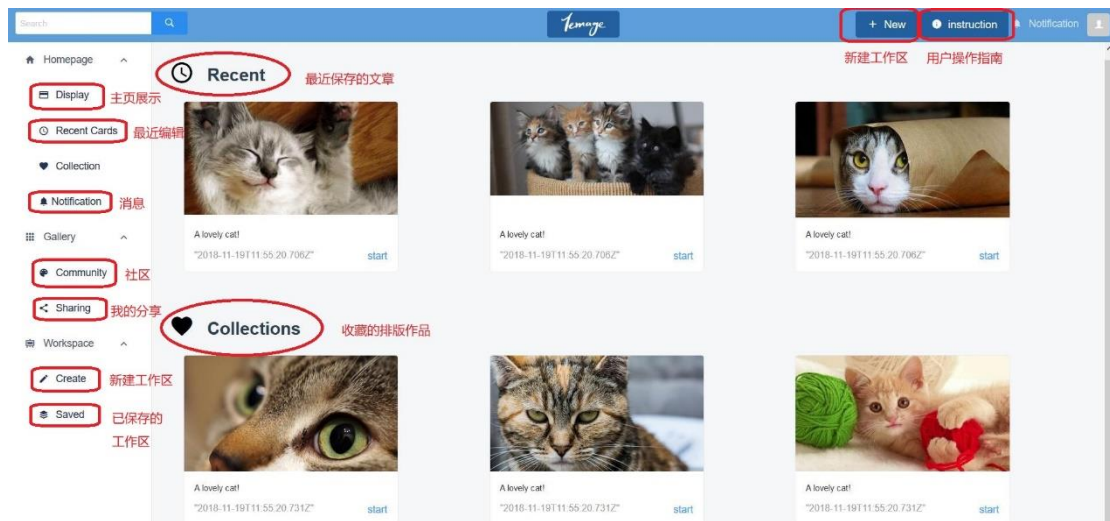 Search
Temage
+ New
instruction
Notification
新建工作区
用户操作指南
Homepage
Display
主页展示
Recent Cards
最近编辑
Collection
Notification
消息
Gallery
Community
社区
Sharing
我的分享
Workspace
Create
新建工作区
Saved
已保存的
工作区
Recent
最近保存的文章
A lovely cat!
"2018-11-19T11:55:20.706Z"
start
A lovely cat!
"2018-11-19T11:55:20.706Z"
start
A lovely cat!
"2018-11-19T11:55:20.706Z"
start
Collections
收藏的排版作品
A lovely cat!
"2018-11-19T11:55:20.731Z"
start
A lovely cat!
"2018-11-19T11:55:20.731Z"
start
A lovely cat!
"2018-11-19T11:55:20.731Z"
start